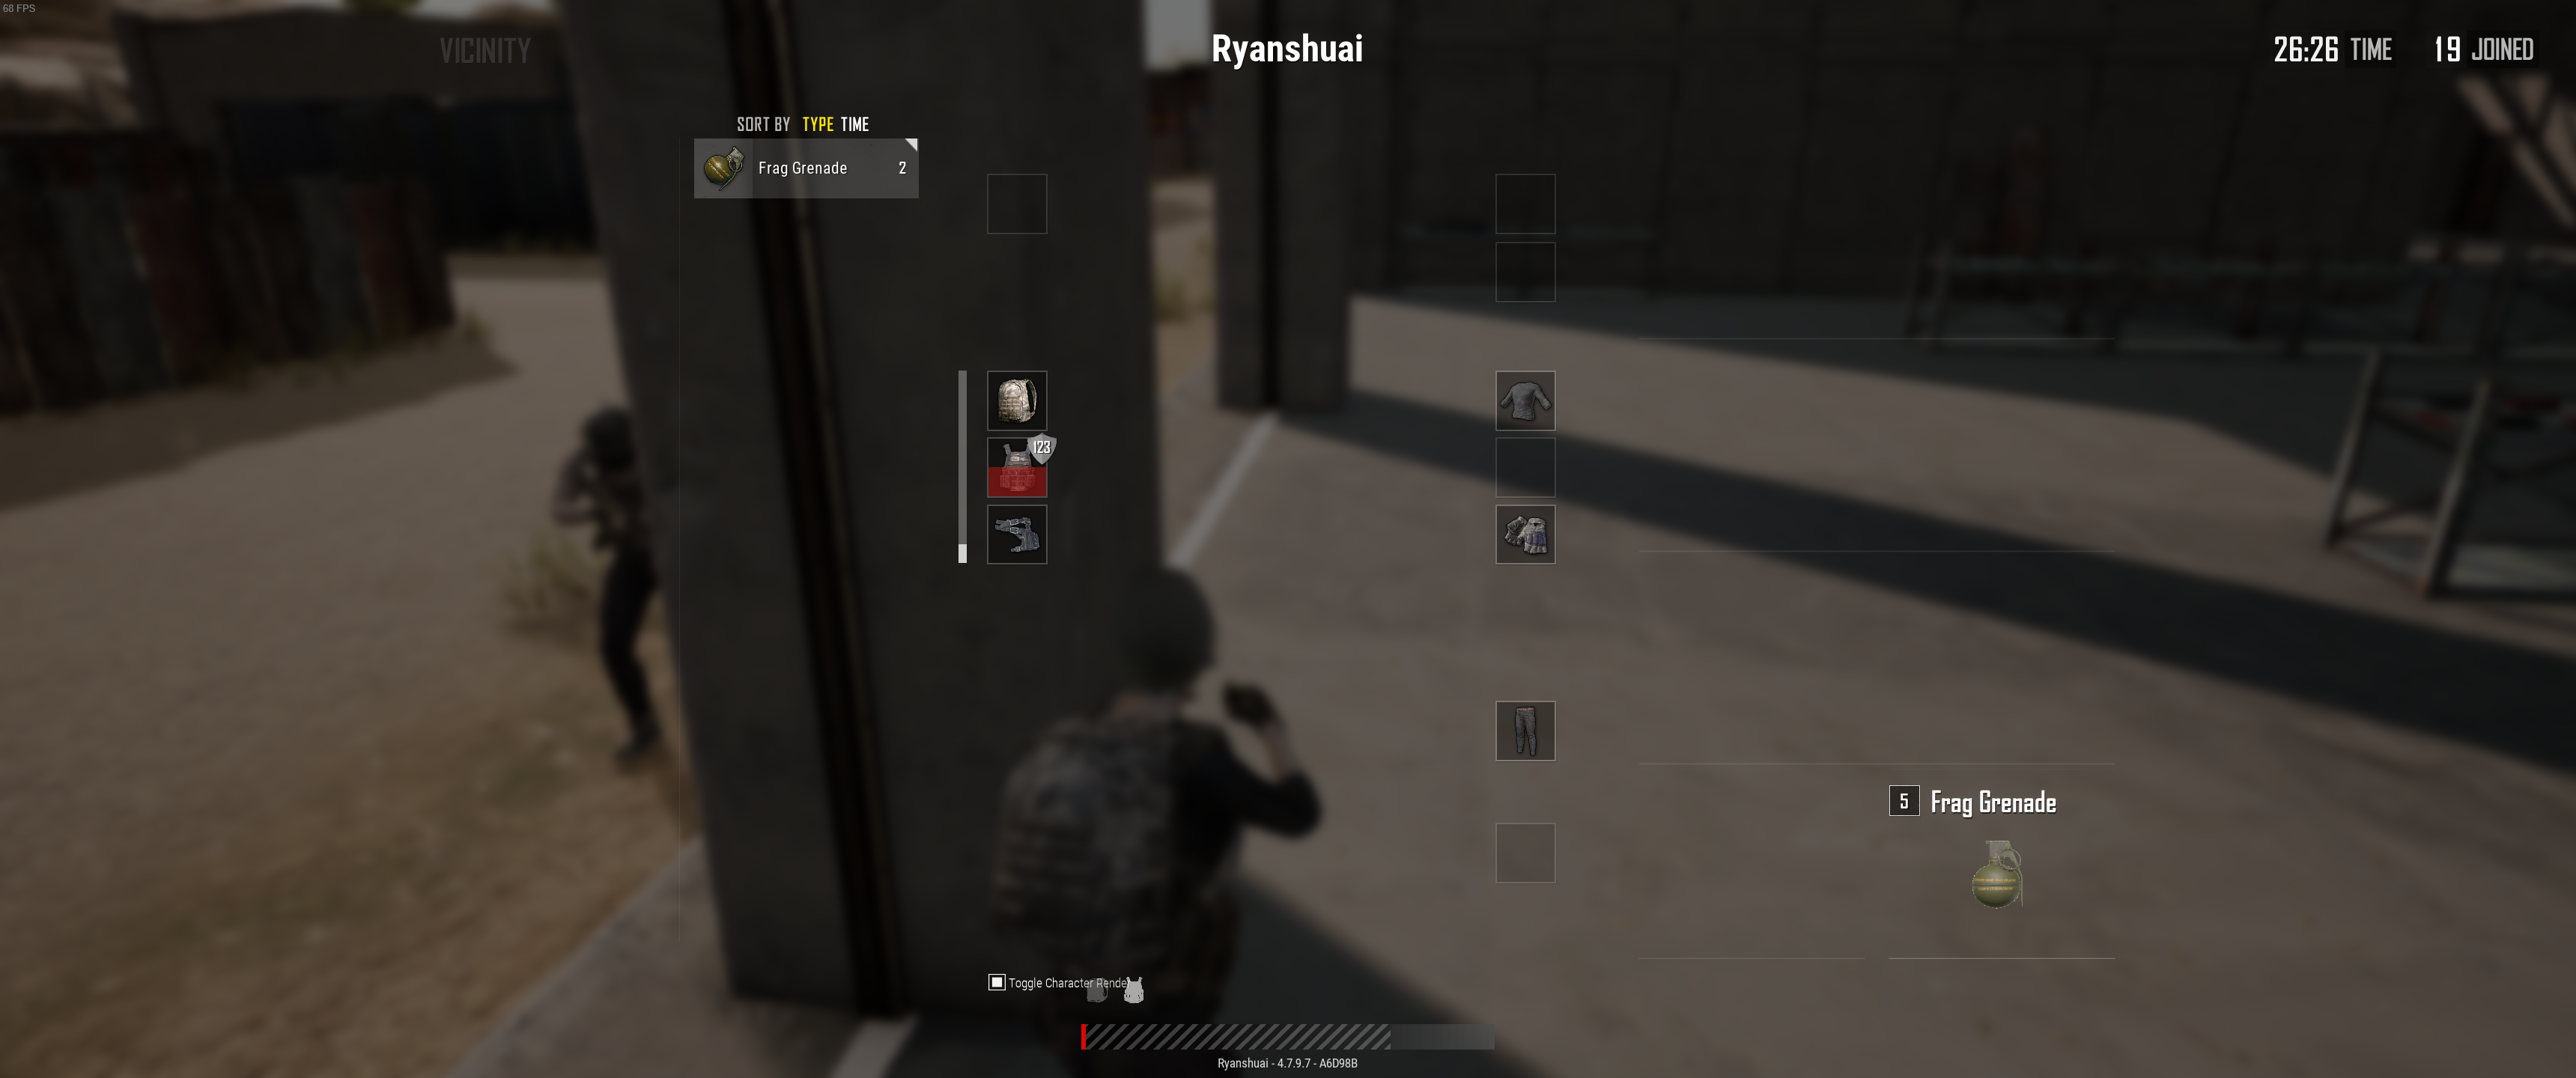 68 FPS
VICINITY
Ryanshuai
26:26 TIME 19 JOINED
SORT BY TYPE TIME
Frag Grenade 2
123
5 Frag Grenade
Toggle Character Render
Ryanshuai - 4.7.9.7 - A6D98B